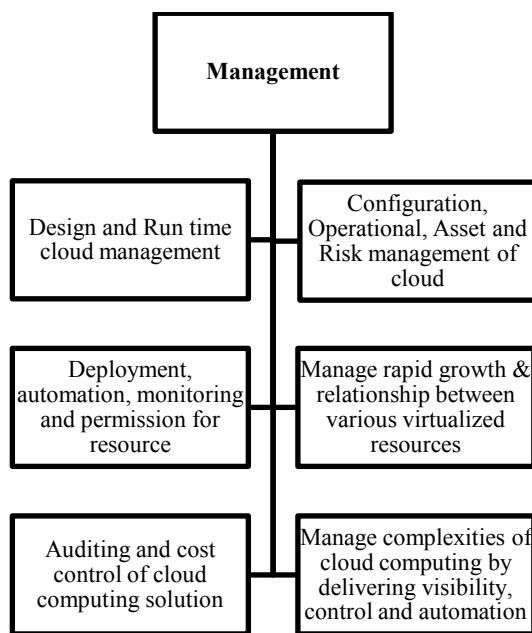 Management
Design and Run time
cloud management
Configuration,
Operational, Asset and
Risk management of
cloud
Deployment,
automation, monitoring
and permission for
resource
Manage rapid growth &
relationship between
various virtualized
resources
Auditing and cost
control of cloud
computing solution
Manage complexities of
cloud computing by
delivering visibility,
control and automation